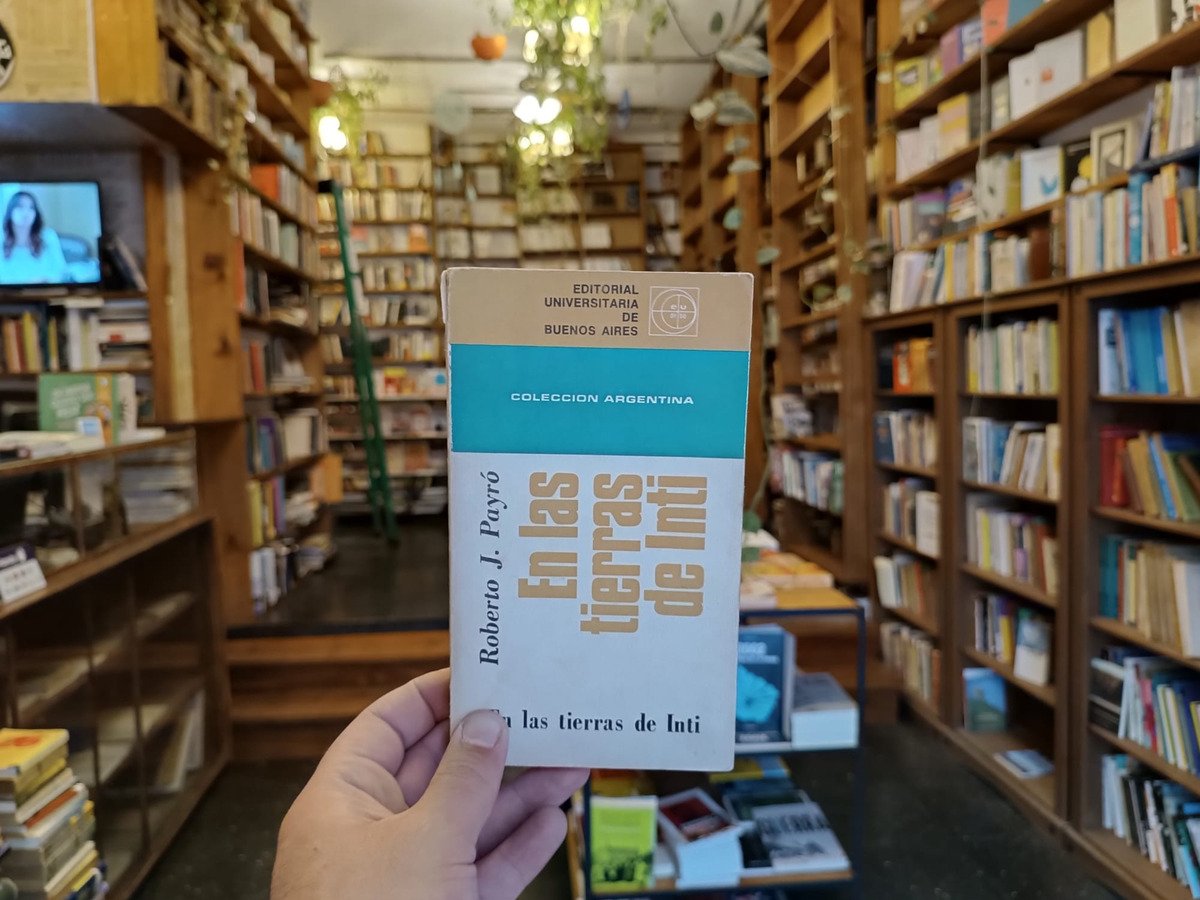 EDITORIAL
UNIVERSITARIA
DE
BUENOS AIRES
COLECCION ARGENTINA
Roberto J. Payró
En las
tierras
de Inti
En las tierras de Inti